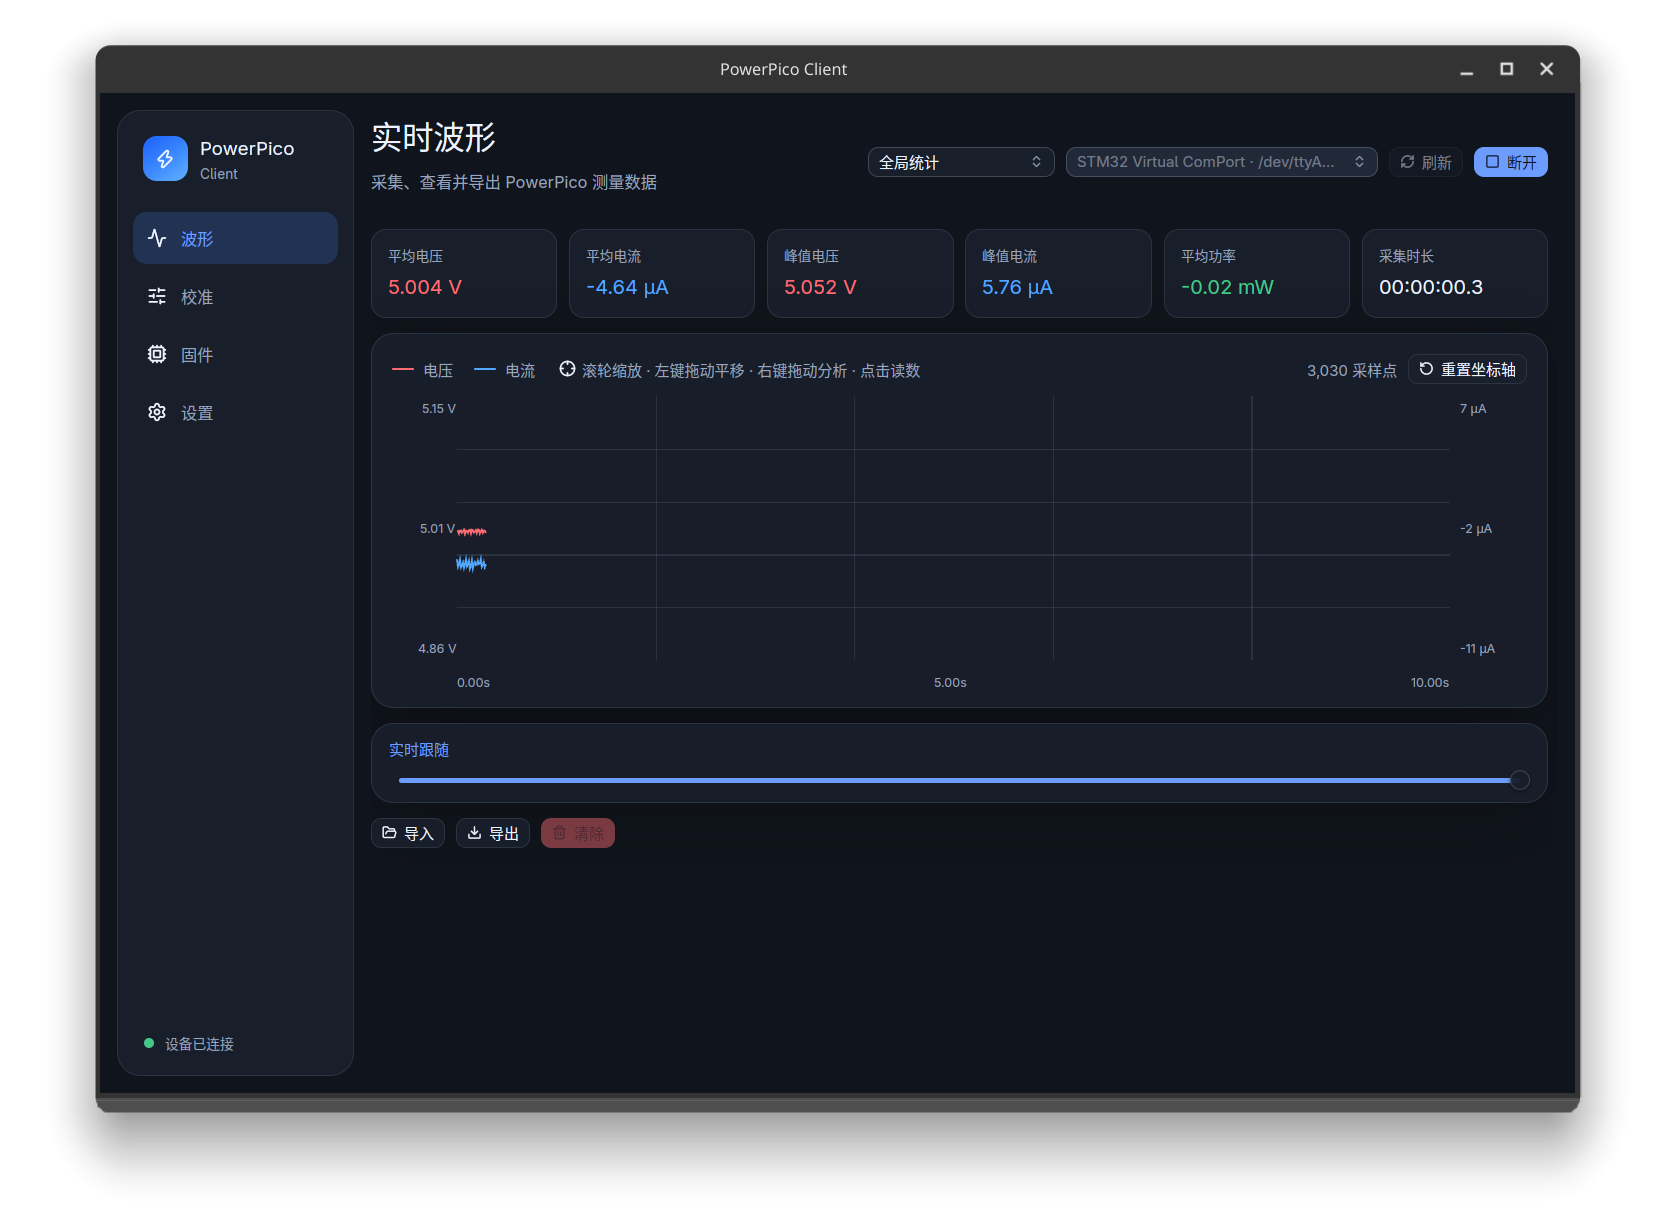 PowerPico Client
PowerPico
Client
波形
校准
固件
设置
设备已连接
实时波形
采集、查看并导出 PowerPico 测量数据
全局统计
STM32 Virtual ComPort · /dev/ttyA...
刷新
断开
平均电压
5.004 V
平均电流
-4.64 µA
峰值电压
5.052 V
峰值电流
5.76 µA
平均功率
-0.02 mW
采集时长
00:00:00.3
电压
电流
滚轮缩放 · 左键拖动平移 · 右键拖动分析 · 点击读数
3,030 采样点
重置坐标轴
5.15 V
7 µA
5.01 V
-2 µA
4.86 V
-11 µA
0.00s
5.00s
10.00s
实时跟随
导入
导出
清除